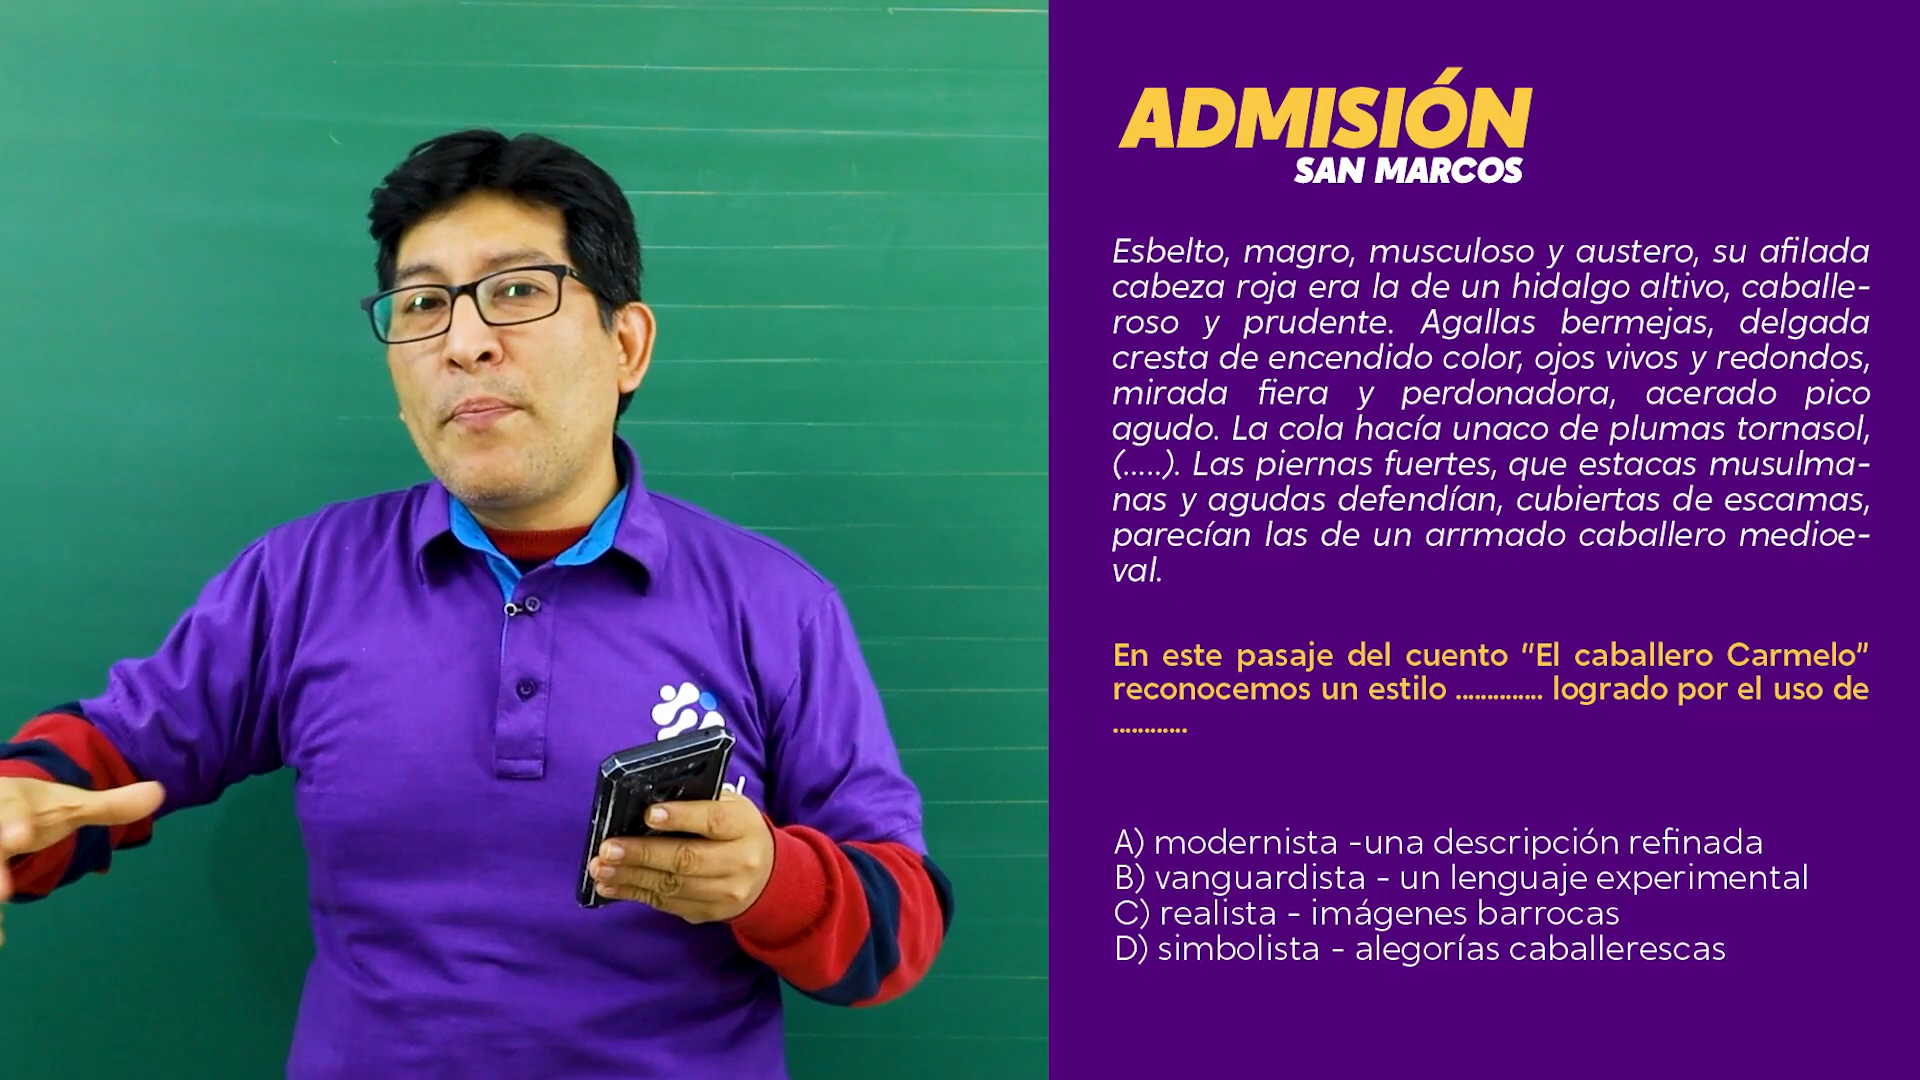 ADMISIÓN
SAN MARCOS
Esbelto, magro, musculoso y austero, su afilada
cabeza roja era la de un hidalgo altivo, caballe-
roso y prudente. Agallas bermejas, delgada
cresta de encendido color, ojos vivos y redondos,
mirada fiera y perdonadora, acerado pico
agudo. La cola hacía unaco de plumas tornasol,
(.....). Las piernas fuertes, que estacas musulma-
nas y agudas defendían, cubiertas de escamas,
parecían las de un arrmado caballero medioe-
val.
En este pasaje del cuento "El caballero Carmelo"
reconocemos un estilo .............. logrado por el uso de
............
A) modernista -una descripción refinada
B) vanguardista - un lenguaje experimental
C) realista - imágenes barrocas
D) simbolista - alegorías caballerescas